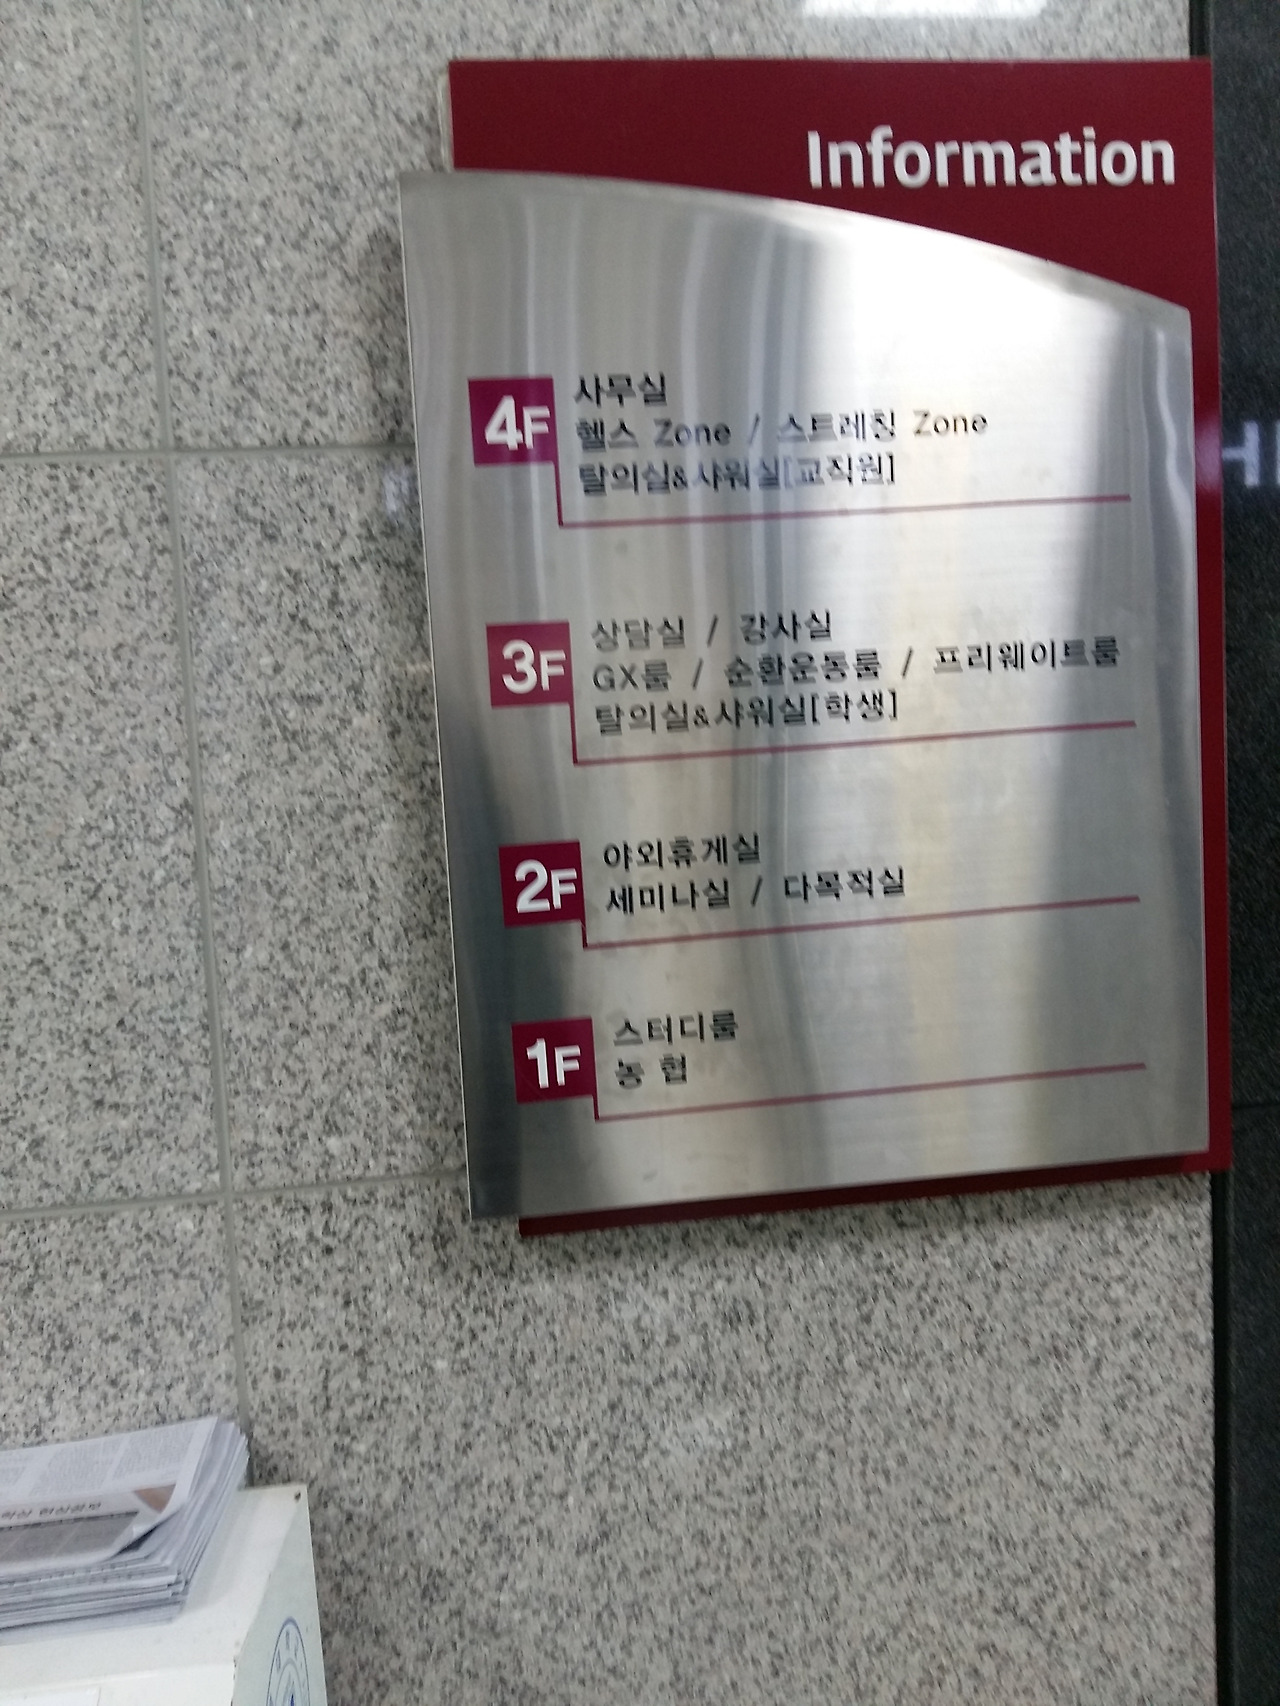 Information
4F
사무실
헬스 Zone / 스트레칭 Zone
탈의실&샤워실[교직원]
3F
상담실 / 강사실
GX룸 / 순환운동룸 / 프리웨이트룸
탈의실&샤워실[학생]
2F
야외휴게실
세미나실 / 다목적실
1F
스터디룸
농 협